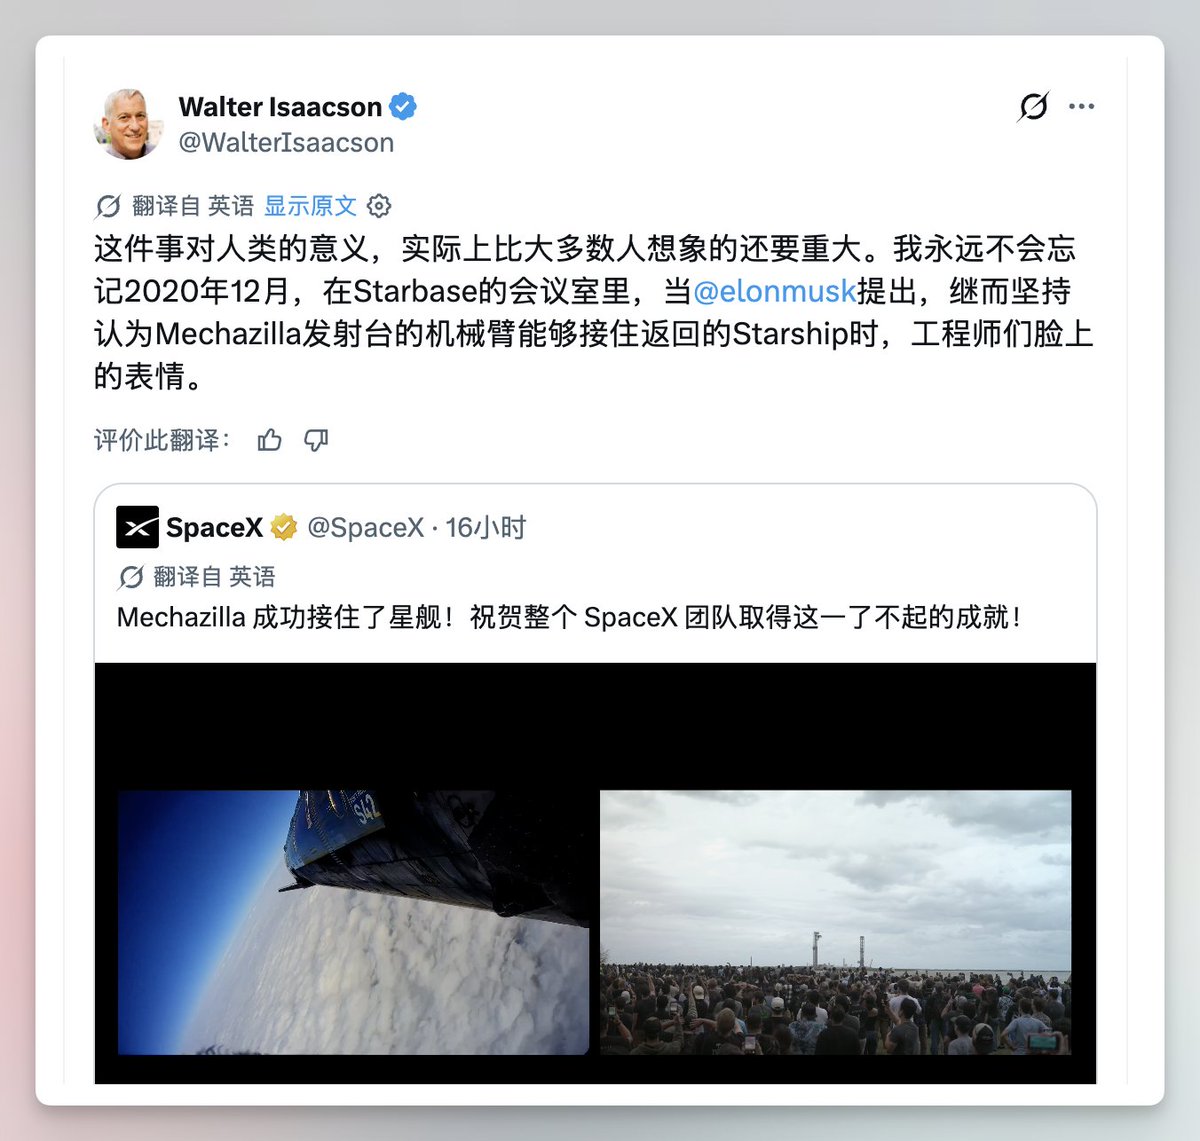 Walter Isaacson
@WalterIsaacson
翻译自 英语 显示原文
这件事对人类的意义，实际上比大多数人想象的还要重大。我永远不会忘
记2020年12月，在Starbase的会议室里，当@elonmusk提出，继而坚持
认为Mechazilla发射台的机械臂能够接住返回的Starship时，工程师们脸上
的表情。
评价此翻译：
SpaceX @SpaceX · 16小时
翻译自 英语
Mechazilla 成功接住了星舰！祝贺整个 SpaceX 团队取得这一了不起的成就！
S42